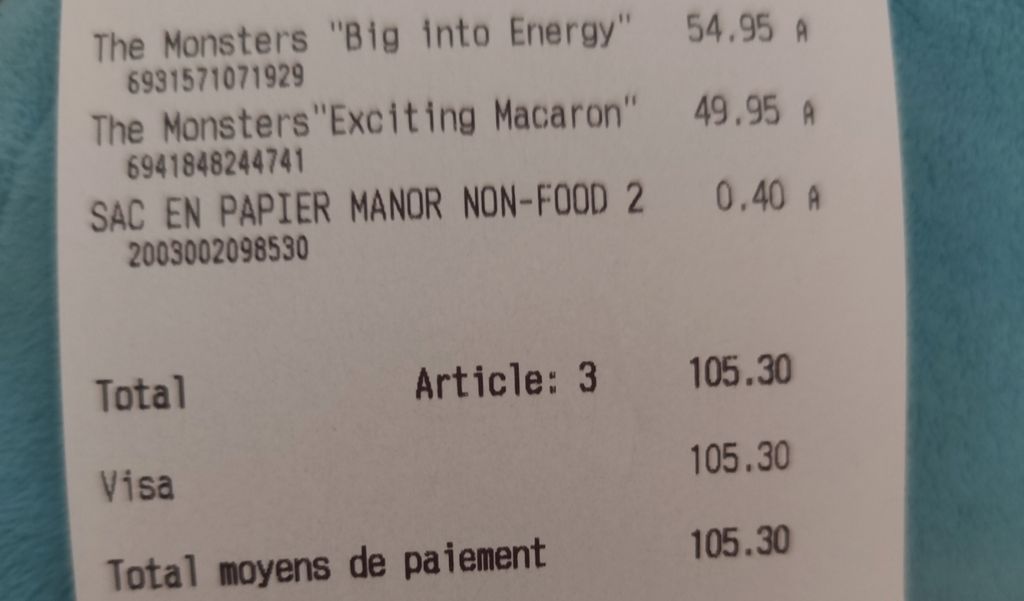 The Monsters "Big into Energy" 54.95 A
6931571071929
The Monsters"Exciting Macaron" 49.95 A
6941848244741
SAC EN PAPIER MANOR NON-FOOD 2 0.40 A
2003002098530
Total Article: 3 105.30
Visa 105.30
Total moyens de paiement 105.30